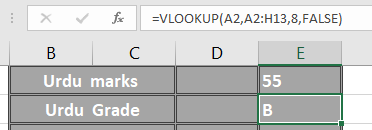 =VLOOKUP(A2,A2:H13,8,FALSE)
B C D E
Urdu marks 55
Urdu Grade B